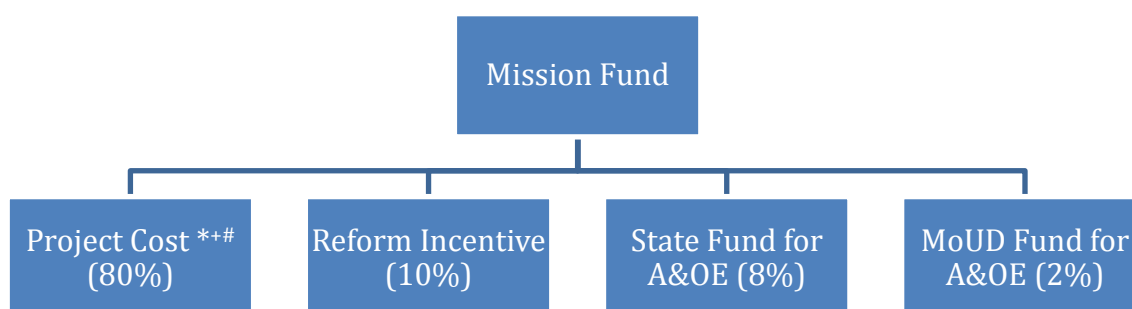 Mission Fund
Project Cost *+#
(80%)
Reform Incentive
(10%)
State Fund for
A&OE (8%)
MoUD Fund for
A&OE (2%)